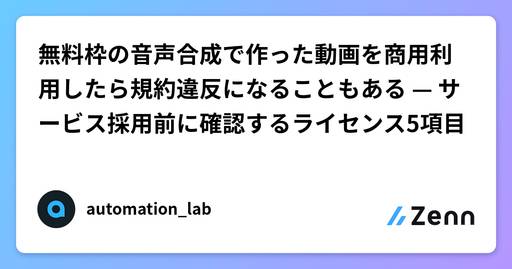 無料枠の音声合成で作った動画を商用利
用したら規約違反になることもある — サ
ービス採用前に確認するライセンス5項目
automation_lab
Zenn